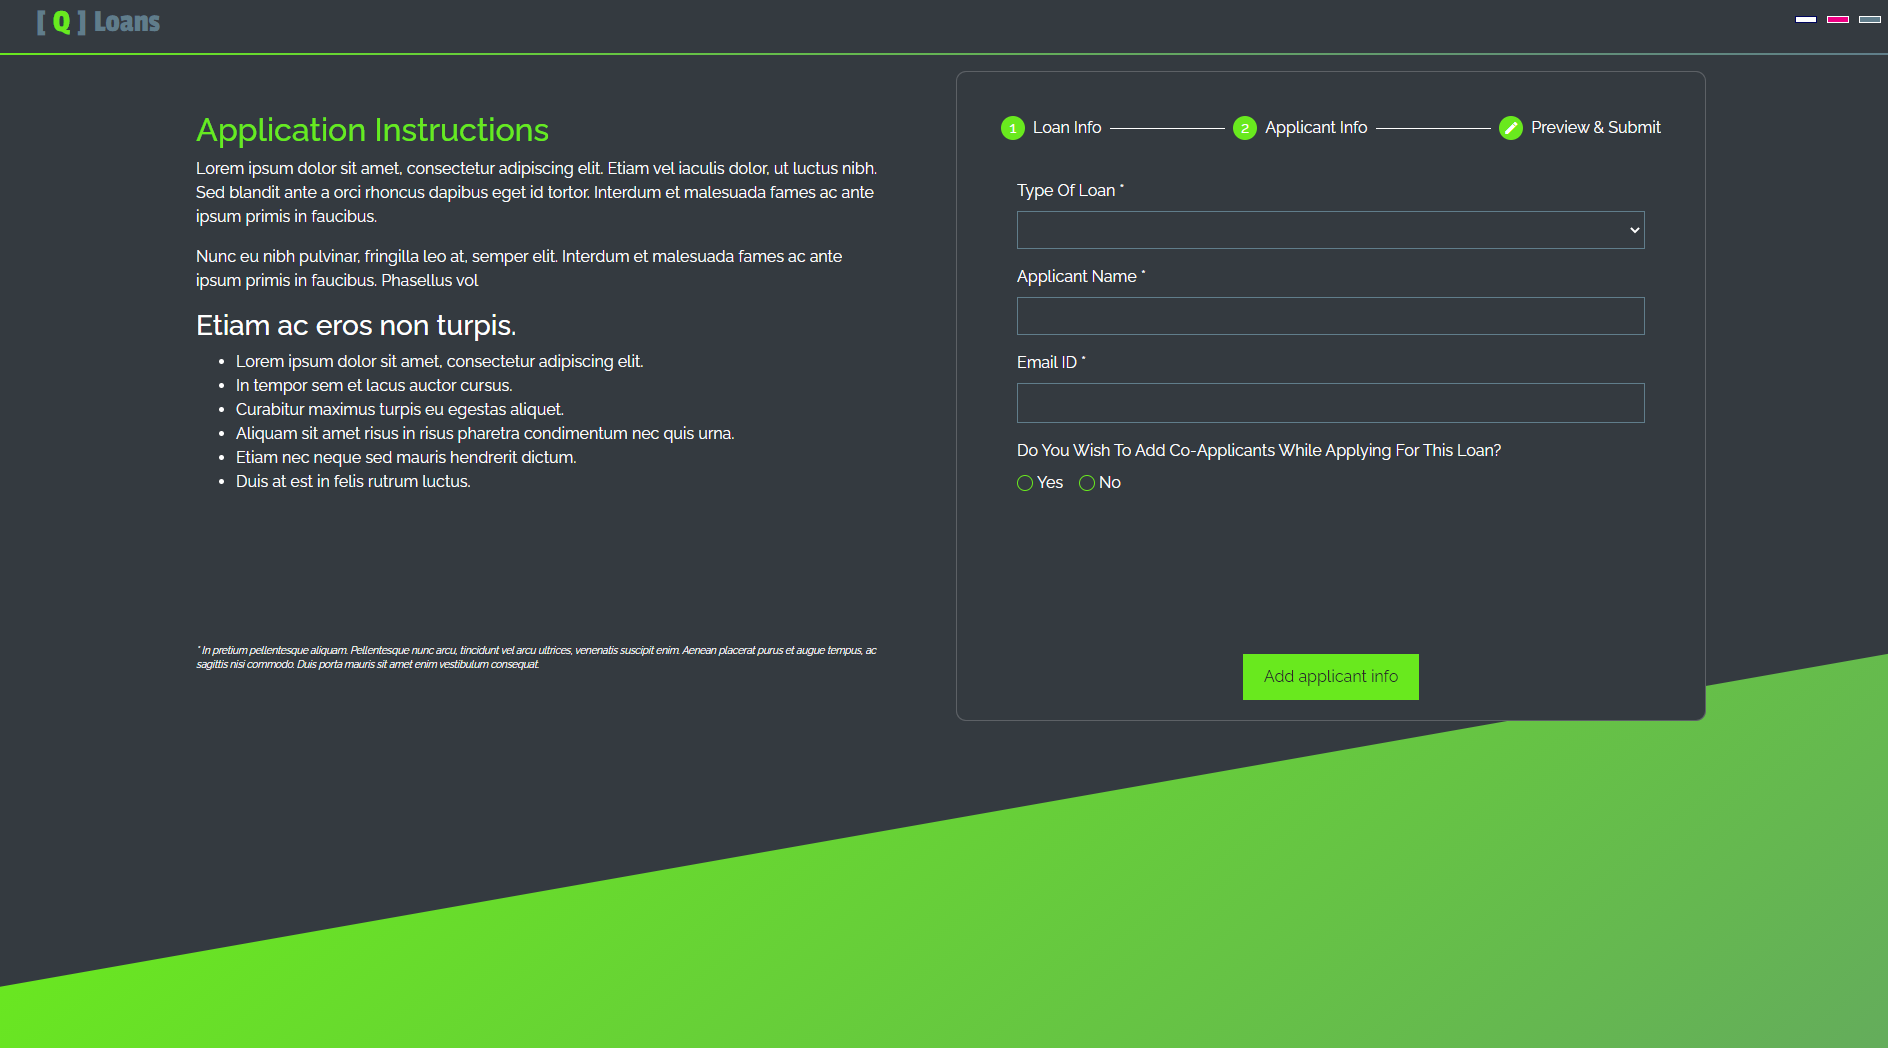 [ Q ] Loans
Application Instructions
Lorem ipsum dolor sit amet, consectetur adipiscing elit. Etiam vel iaculis dolor, ut luctus nibh.
Sed blandit ante a orci rhoncus dapibus eget id tortor. Interdum et malesuada fames ac ante
ipsum primis in faucibus.
Nunc eu nibh pulvinar, fringilla leo at, semper elit. Interdum et malesuada fames ac ante
ipsum primis in faucibus. Phasellus vol
Etiam ac eros non turpis.
• Lorem ipsum dolor sit amet, consectetur adipiscing elit.
• In tempor sem et lacus auctor cursus.
• Curabitur maximus turpis eu egestas aliquet.
• Aliquam sit amet risus in risus pharetra condimentum nec quis urna.
• Etiam nec neque sed mauris hendrerit dictum.
• Duis at est in felis rutrum luctus.
* In pretium pellentesque aliquam. Pellentesque nunc arcu, tincidunt vel arcu ultrices, venenatis suscipit enim. Aenean placerat purus et augue tempus, ac
sagittis nisi commodo. Duis porta mauris sit amet enim vestibulum consequat.
1 Loan Info 2 Applicant Info Preview & Submit
Type Of Loan *
Applicant Name *
Email ID *
Do You Wish To Add Co-Applicants While Applying For This Loan?
Yes No
Add applicant info